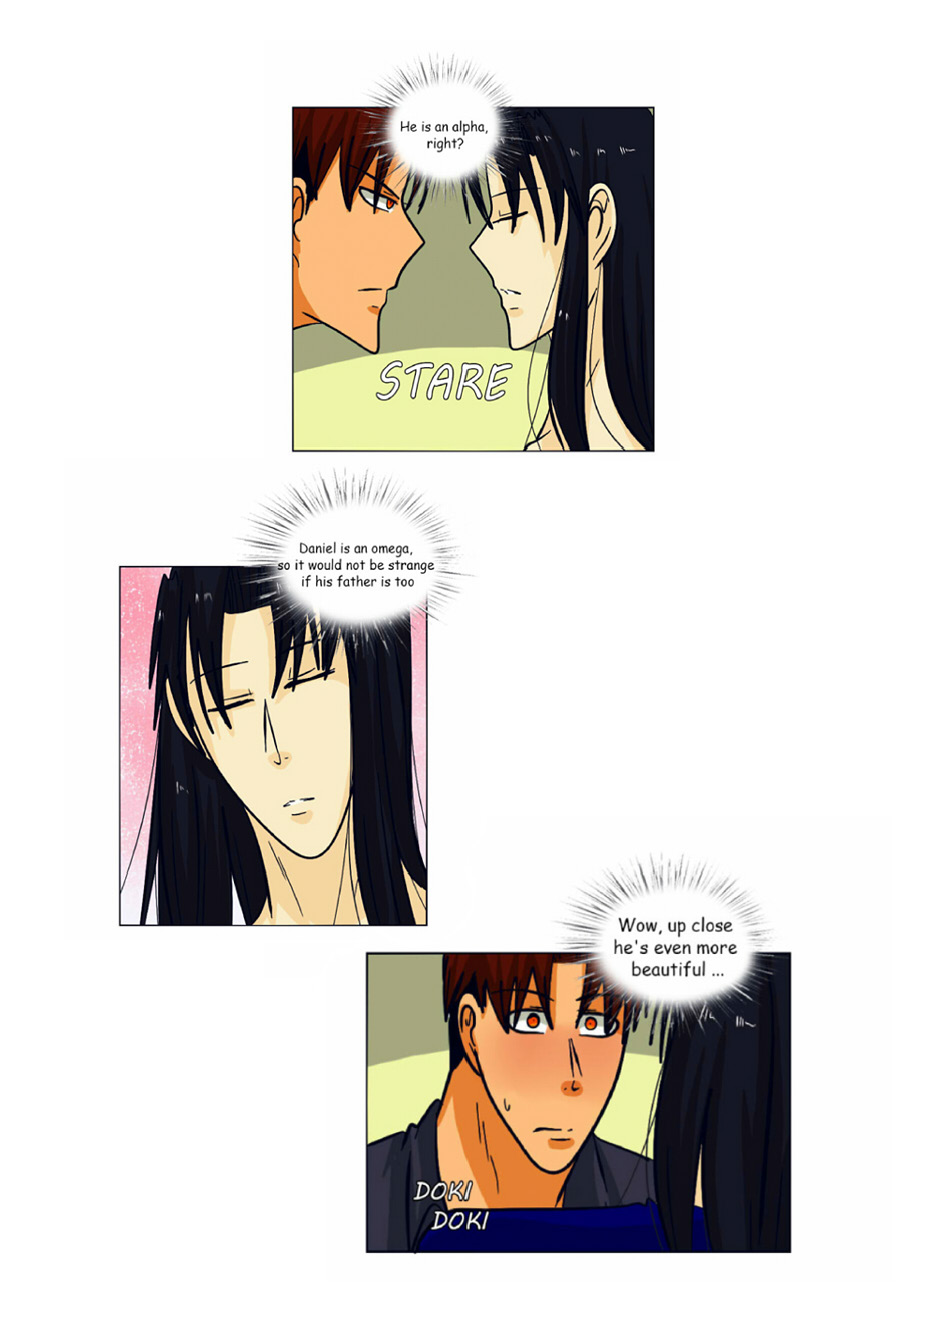 He is an alpha,
right?
STARE
Daniel is an omega,
so it would not be strange
if his father is too
Wow, up close
he's even more
beautiful ...
DOKI
DOKI